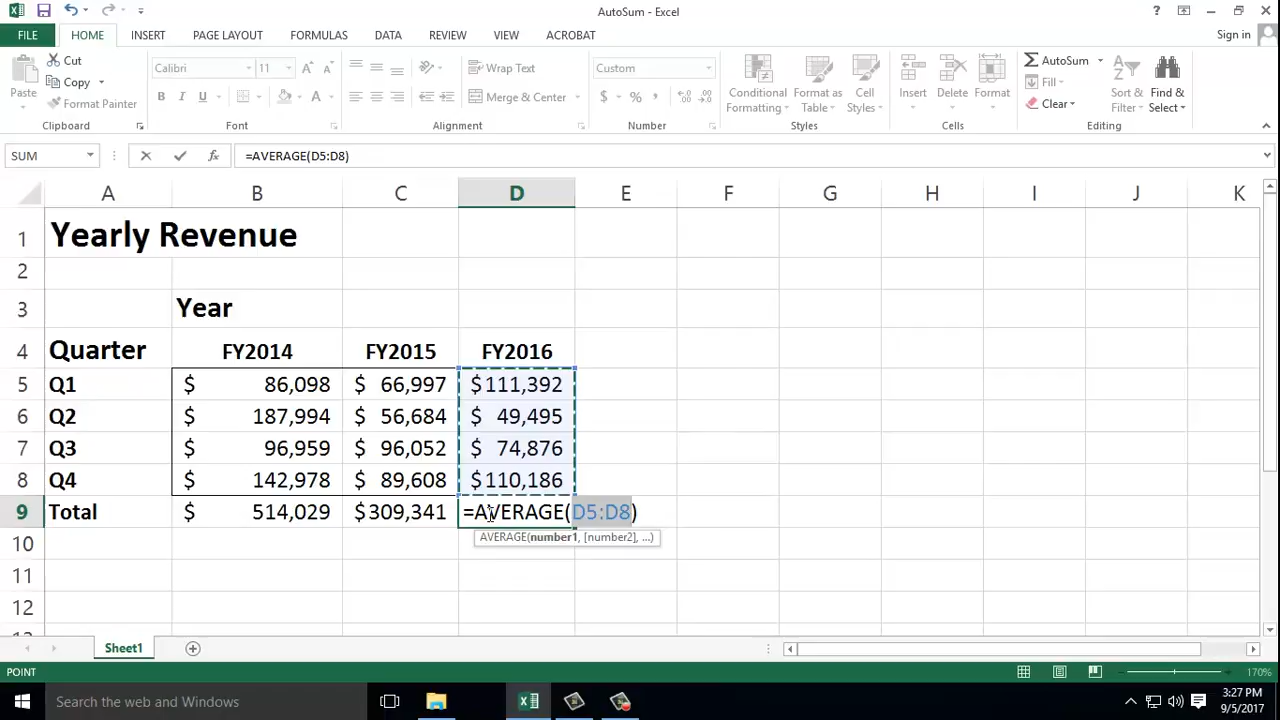 AutoSum - Excel
?
FILE HOME INSERT PAGE LAYOUT FORMULAS DATA REVIEW VIEW ACROBAT Sign in
Paste Cut Copy Format Painter
Clipboard
Calibri 11
B I U A A A
Font
Wrap Text
Merge & Center
Alignment
Custom
$ % ,
Number
Conditional Formatting Format as Table Cell Styles
Styles
Insert Delete Format
Cells
AutoSum Fill Clear Sort & Filter Find & Select
Editing
SUM fx =AVERAGE(D5:D8)
A B C D E F G H I J K
1 Yearly Revenue
2
3 Year
4 Quarter FY2014 FY2015 FY2016
5 Q1 $ 86,098 $ 66,997 $111,392
6 Q2 $ 187,994 $ 56,684 $ 49,495
7 Q3 $ 96,959 $ 96,052 $ 74,876
8 Q4 $ 142,978 $ 89,608 $110,186
9 Total $ 514,029 $309,341 =AVERAGE(D5:D8)
AVERAGE(number1, [number2], ...)
10
11
12
Sheet1
POINT 170%
Search the web and Windows 3:27 PM
9/5/2017